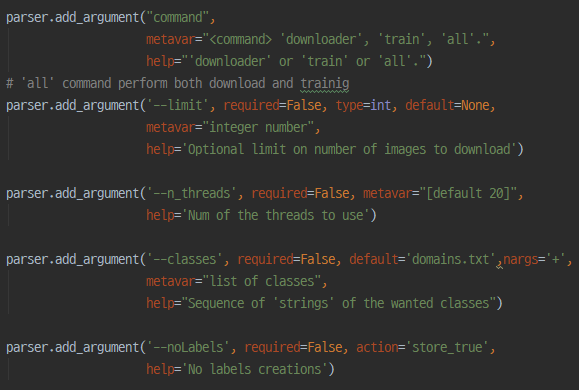 parser.add_argument("command",
metavar="<command> 'downloader', 'train', 'all'.",
help="'downloader' or 'train' or 'all'.")
# 'all' command perform both download and trainig
parser.add_argument('--limit', required=False, type=int, default=None,
metavar="integer number",
help='Optional limit on number of images to download')
parser.add_argument('--n_threads', required=False, metavar="[default 20]",
help='Num of the threads to use')
parser.add_argument('--classes', required=False, default='domains.txt',nargs='+',
metavar="list of classes",
help="Sequence of 'strings' of the wanted classes")
parser.add_argument('--noLabels', required=False, action='store_true',
help='No labels creations')